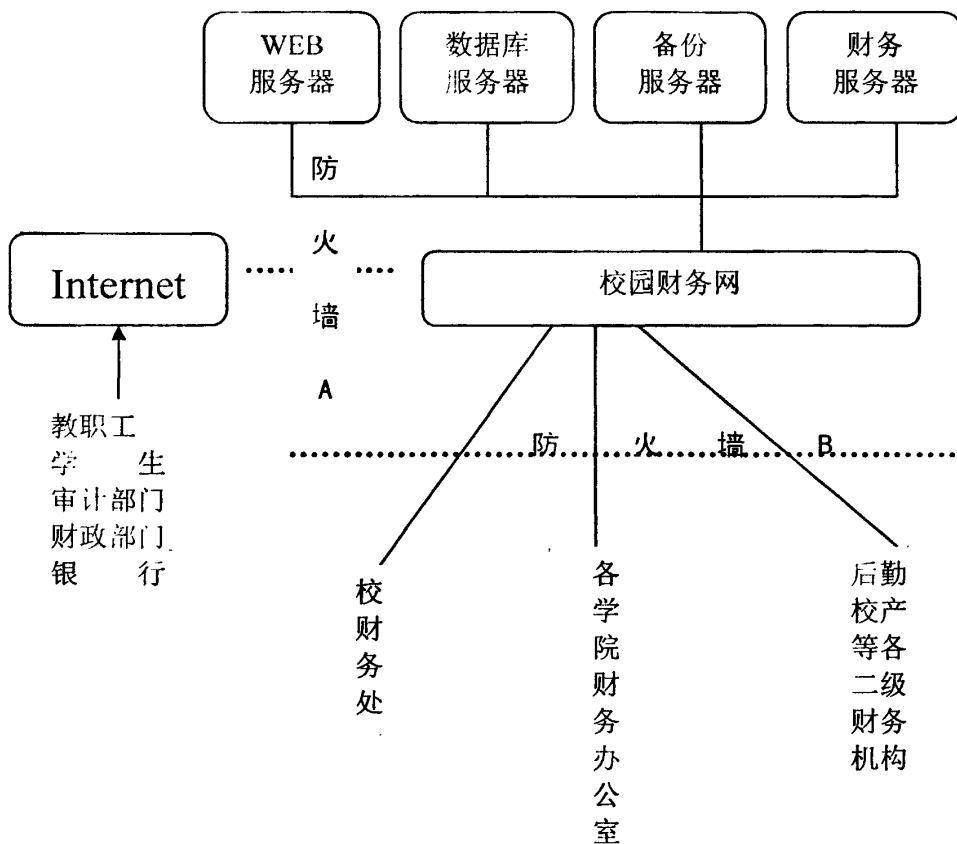 WEB
服务器
数据库
服务器
备份
服务器
财务
服务器
防火墙A
Internet
校园财务网
教职工
学 生
审计部门
财政部门
银 行
防火墙B
校财务处
各学院财务办公室
后勤
校产
等各
二级
财务
机构